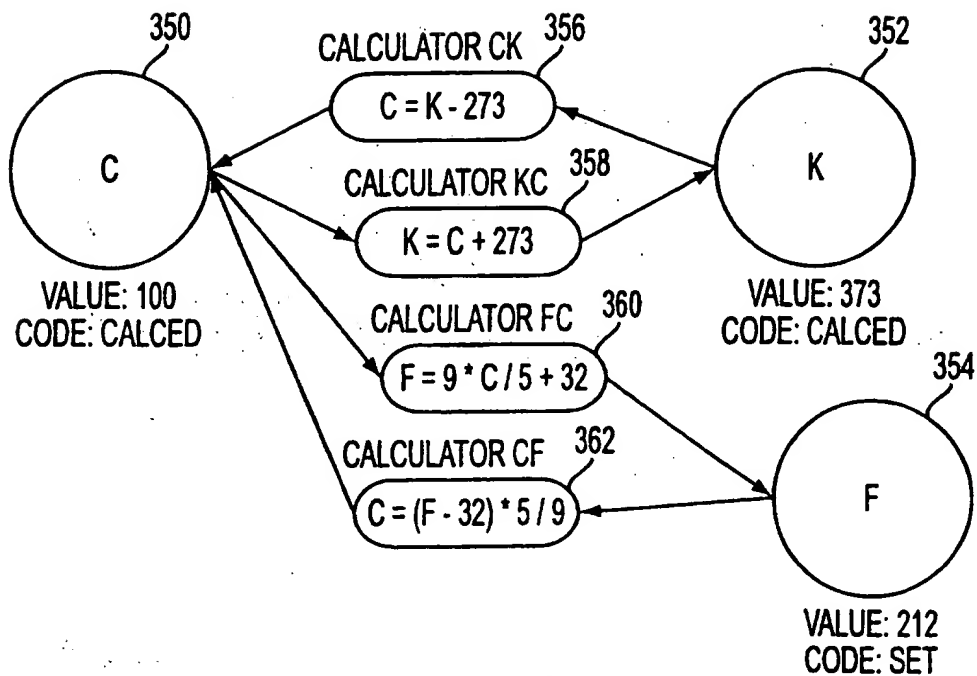 350
CALCULATOR CK
356
352
C = K - 273
C
K
CALCULATOR KC
358
K = C + 273
VALUE: 100
CODE: CALCED
VALUE: 373
CODE: CALCED
CALCULATOR FC
360
F = 9 * C / 5 + 32
354
CALCULATOR CF
362
C = (F - 32) * 5 / 9
F
VALUE: 212
CODE: SET